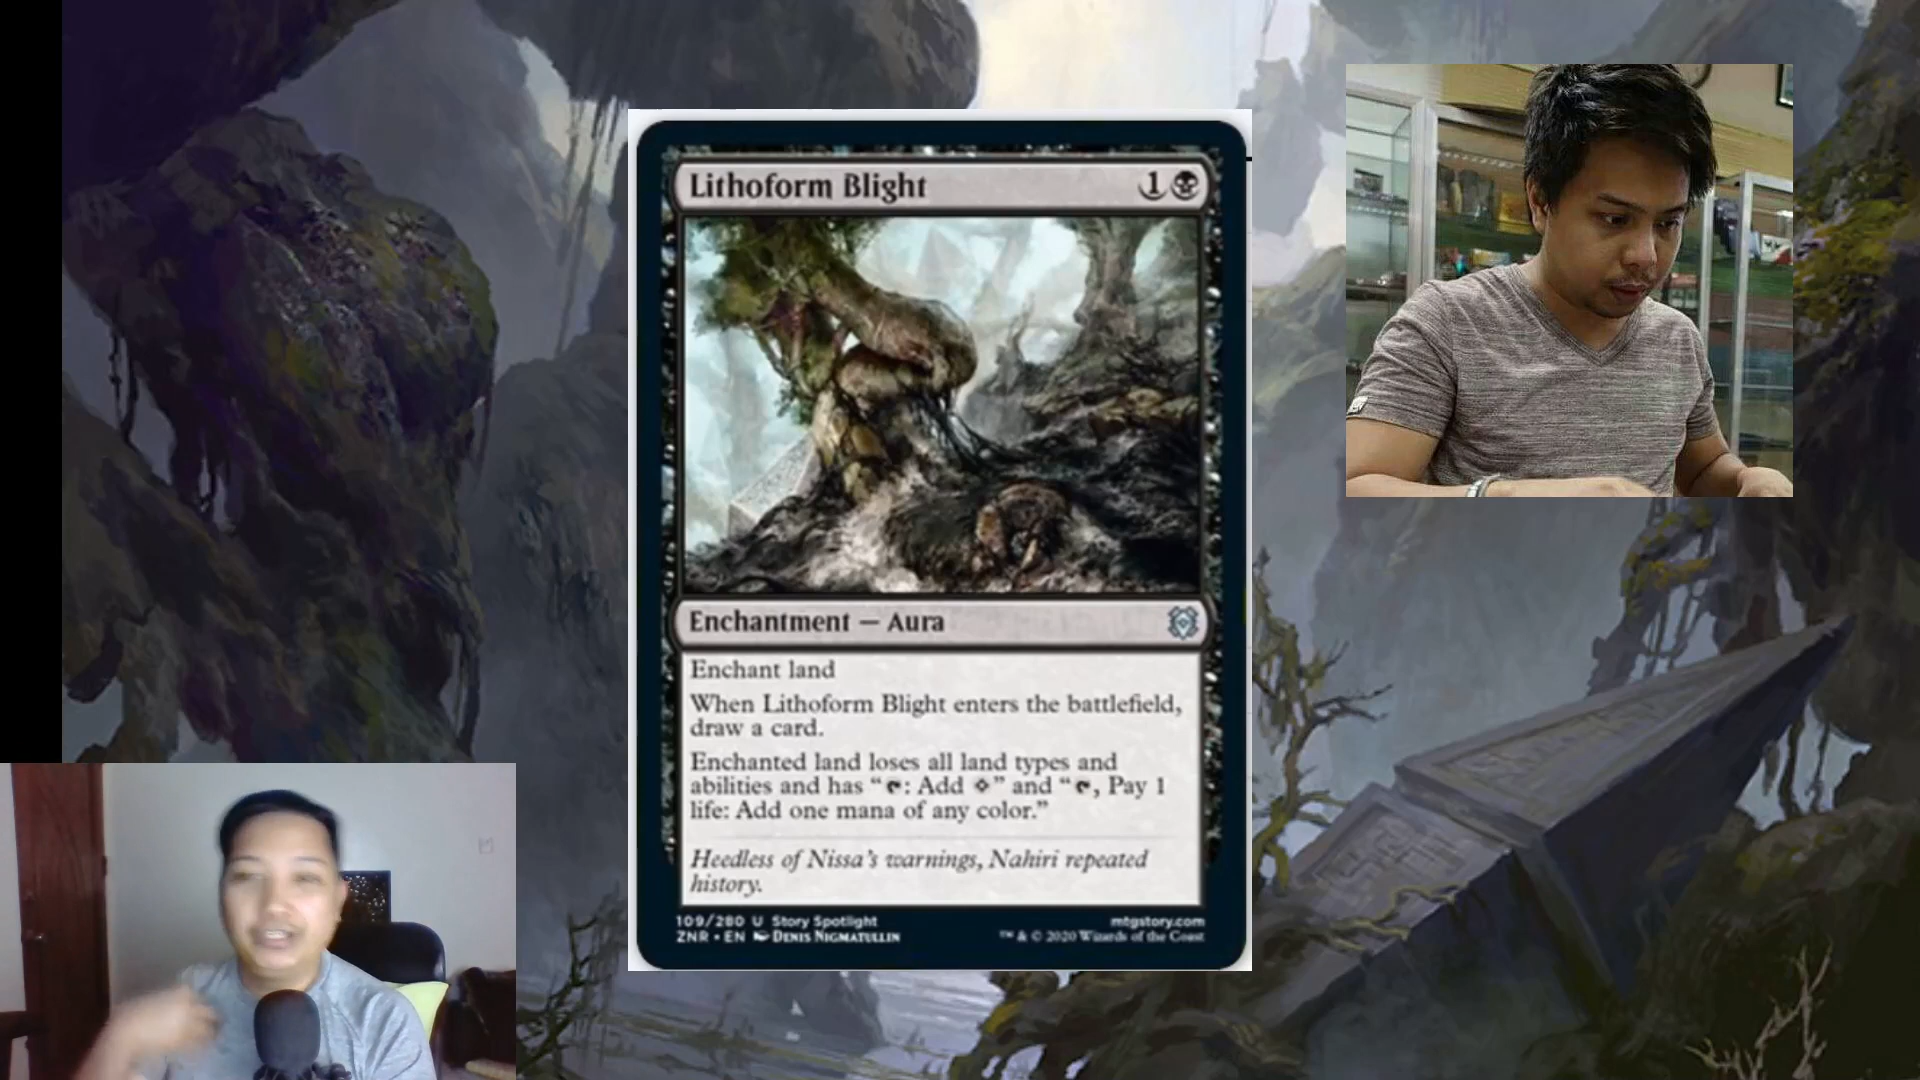 Lithoform Blight 1
Enchantment — Aura
Enchant land
When Lithoform Blight enters the battlefield,
draw a card.
Enchanted land loses all land types and
abilities and has “: Add ” and “, Pay 1
life: Add one mana of any color.”
Heedless of Nissa's warnings, Nahiri repeated
history.
109/280 U Story Spotlight
mtgstory.com
ZNR • EN Denis Nigmatullin
™ & © 2020 Wizards of the Coast